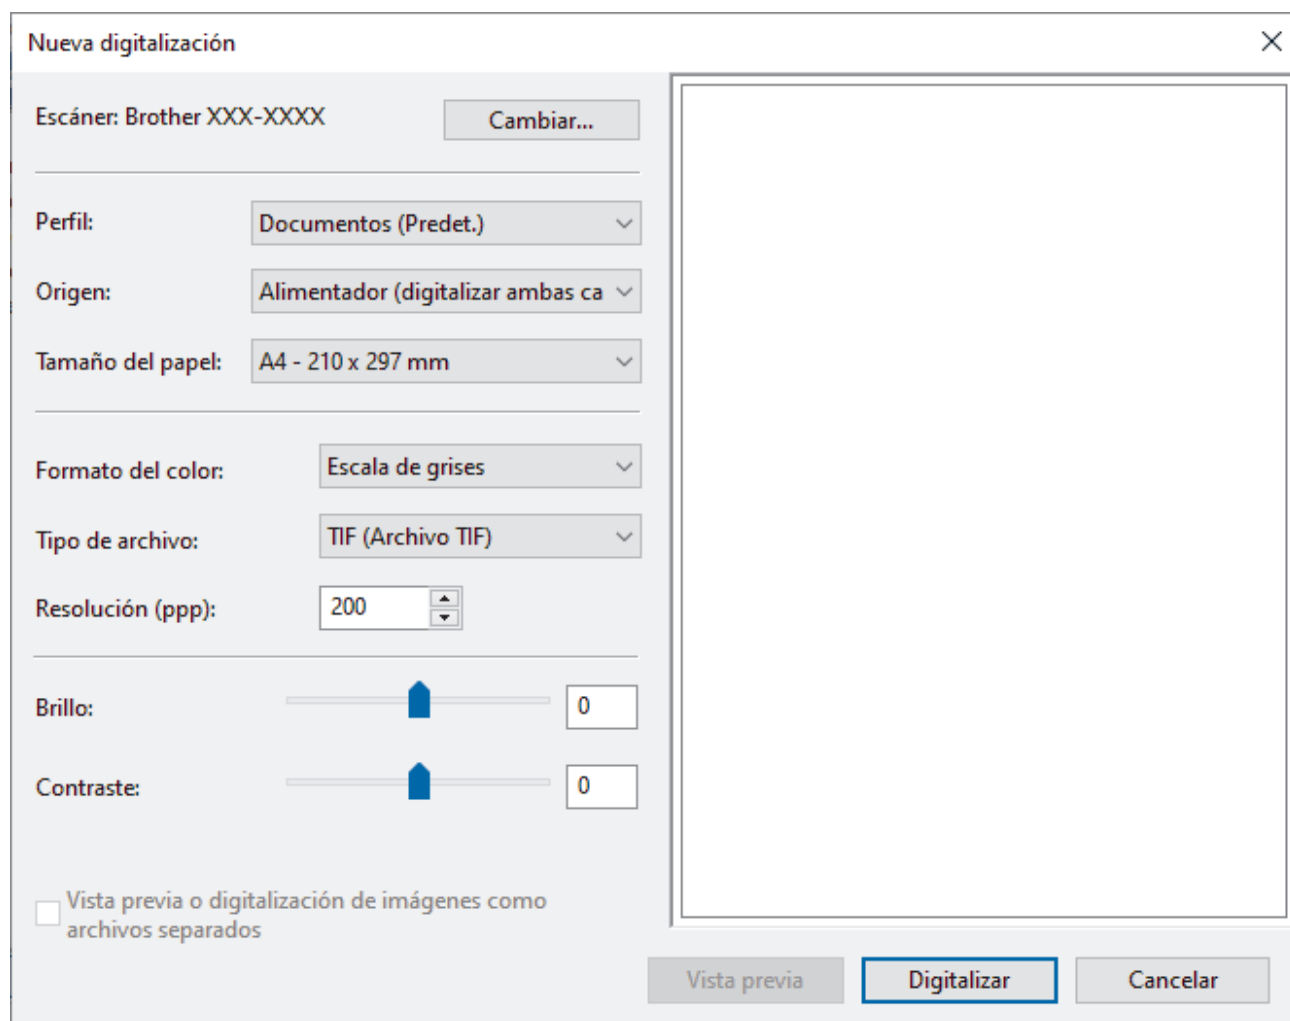 Nueva digitalización
Escáner: Brother XXX-XXXX
Cambiar...
Perfil:
Documentos (Predet.)
Origen:
Alimentador (digitalizar ambas ca
Tamaño del papel:
A4 - 210 x 297 mm
Formato del color:
Escala de grises
Tipo de archivo:
TIF (Archivo TIF)
Resolución (ppp):
200
Brillo:
0
Contraste:
0
Vista previa o digitalización de imágenes como
archivos separados
Vista previa
Digitalizar
Cancelar